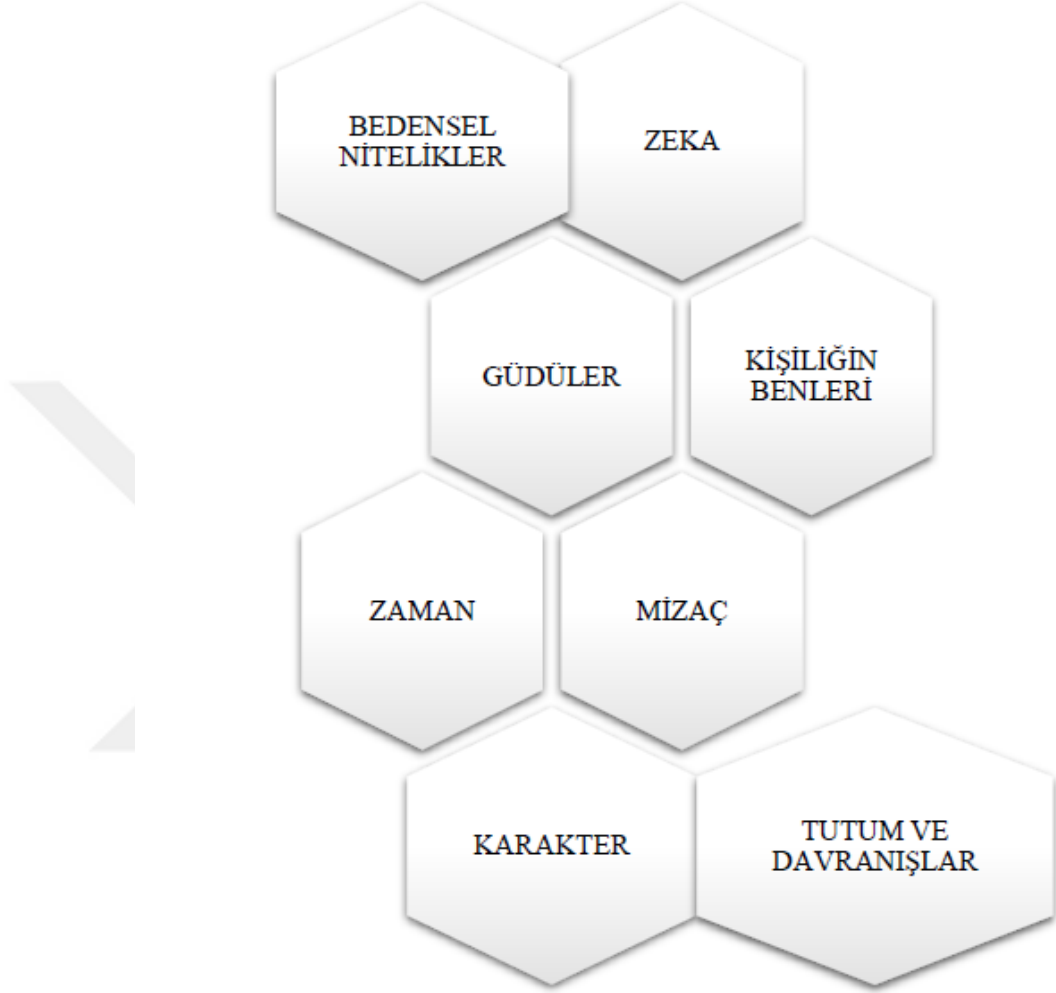 BEDENSEL
NİTELİKLER
ZEKA
GÜDÜLER
KİŞİLİĞİN
BENLERİ
ZAMAN
MİZAÇ
KARAKTER
TUTUM VE
DAVRANIŞLAR